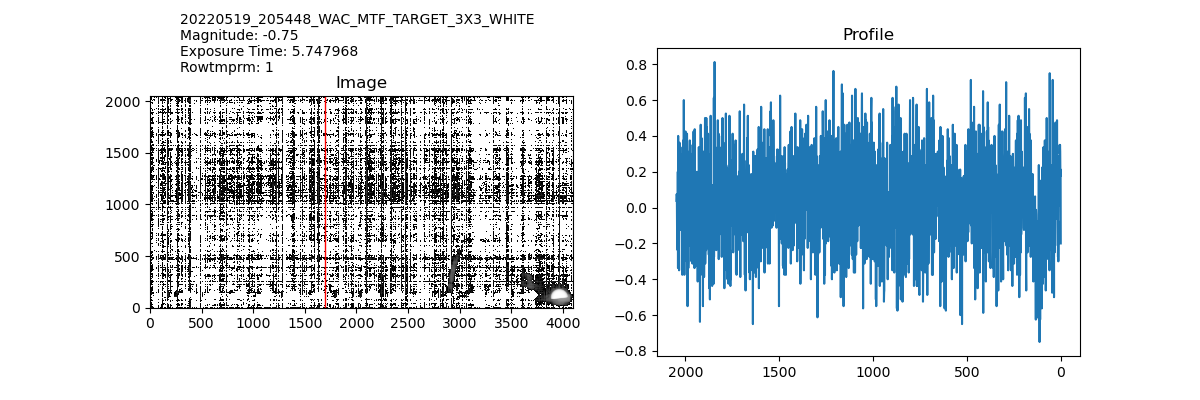 20220519_205448_WAC_MTF_TARGET_3X3_WHITE
Magnitude: -0.75
Exposure Time: 5.747968
Rowtmprm: 1
Image
2000
1500
1000
500
0
0 500 1000 1500 2000 2500 3000 3500 4000
Profile
0.8
0.6
0.4
0.2
0.0
−0.2
−0.4
−0.6
−0.8
2000 1500 1000 500 0